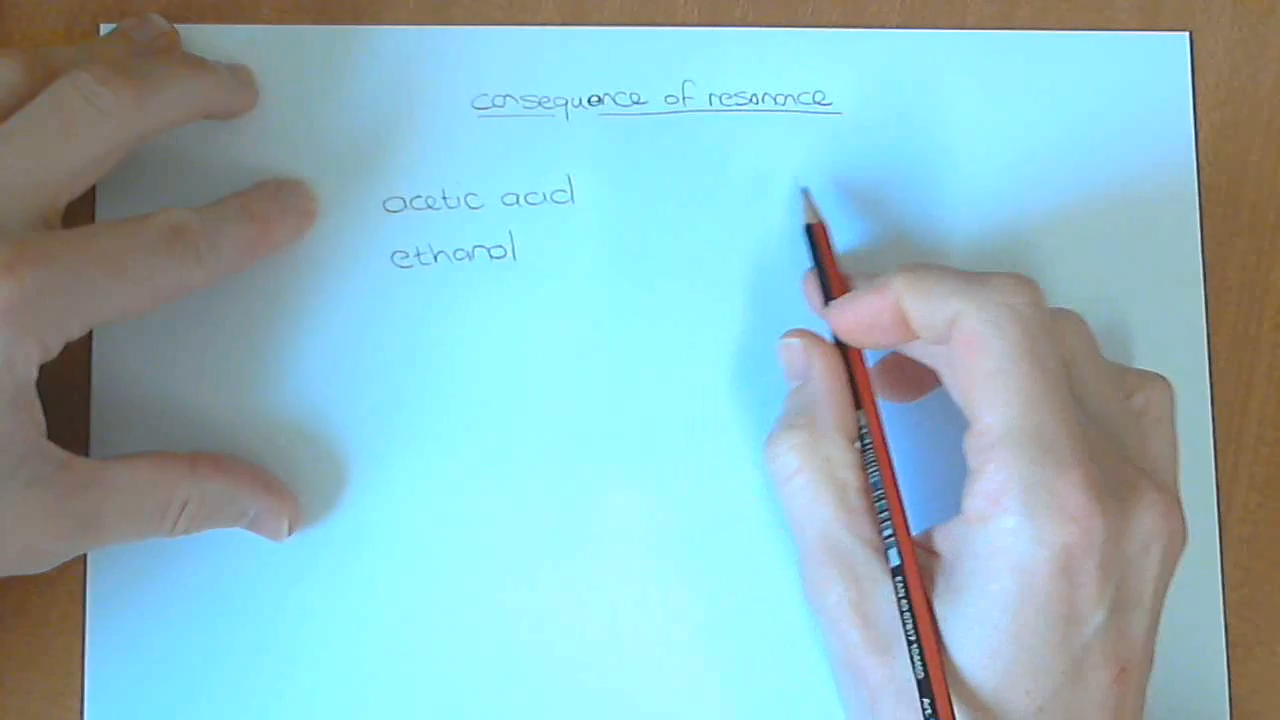 consequence of resonance
acetic acid
ethanol